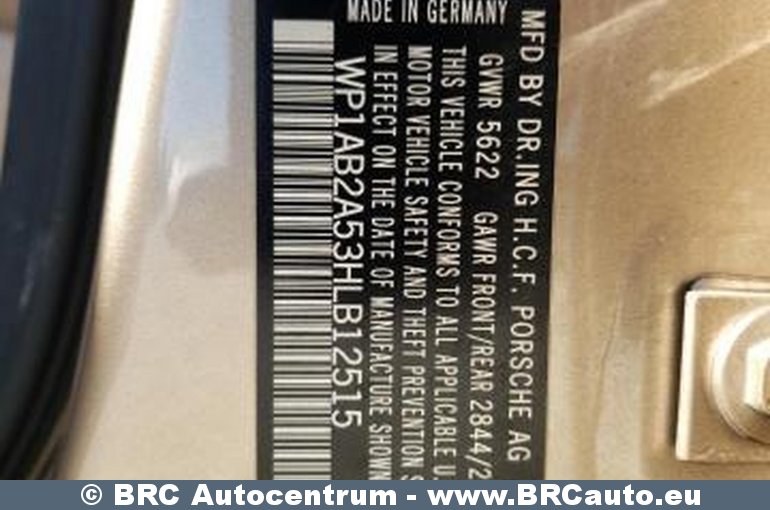 MFD BY DR.ING H.C.F. PORSCHE AG
MADE IN GERMANY
GVWR 5622 GAWR FRONT/REAR 2844/2
THIS VEHICLE CONFORMS TO ALL APPLICABLE U.
MOTOR VEHICLE SAFETY AND THEFT PREVENTION S
IN EFFECT ON THE DATE OF MANUFACTURE SHOWN
WP1AB2A53HLB12515
© BRC Autocentrum - www.BRCauto.eu